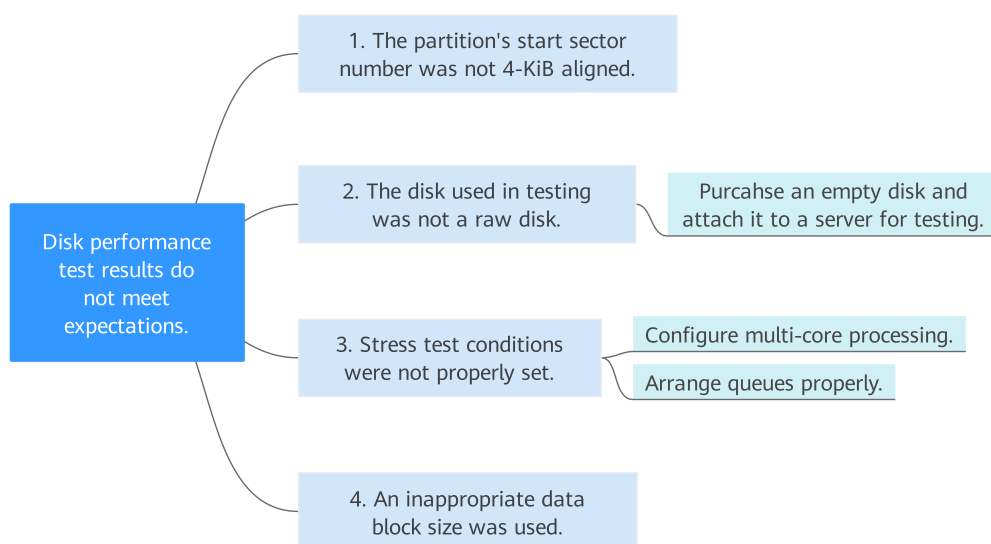 Disk performance
test results do
not meet
expectations.
1. The partition's start sector
number was not 4-KiB aligned.
2. The disk used in testing
was not a raw disk.
Purcahse an empty disk and
attach it to a server for testing.
3. Stress test conditions
were not properly set.
Configure multi-core processing.
Arrange queues properly.
4. An inappropriate data
block size was used.